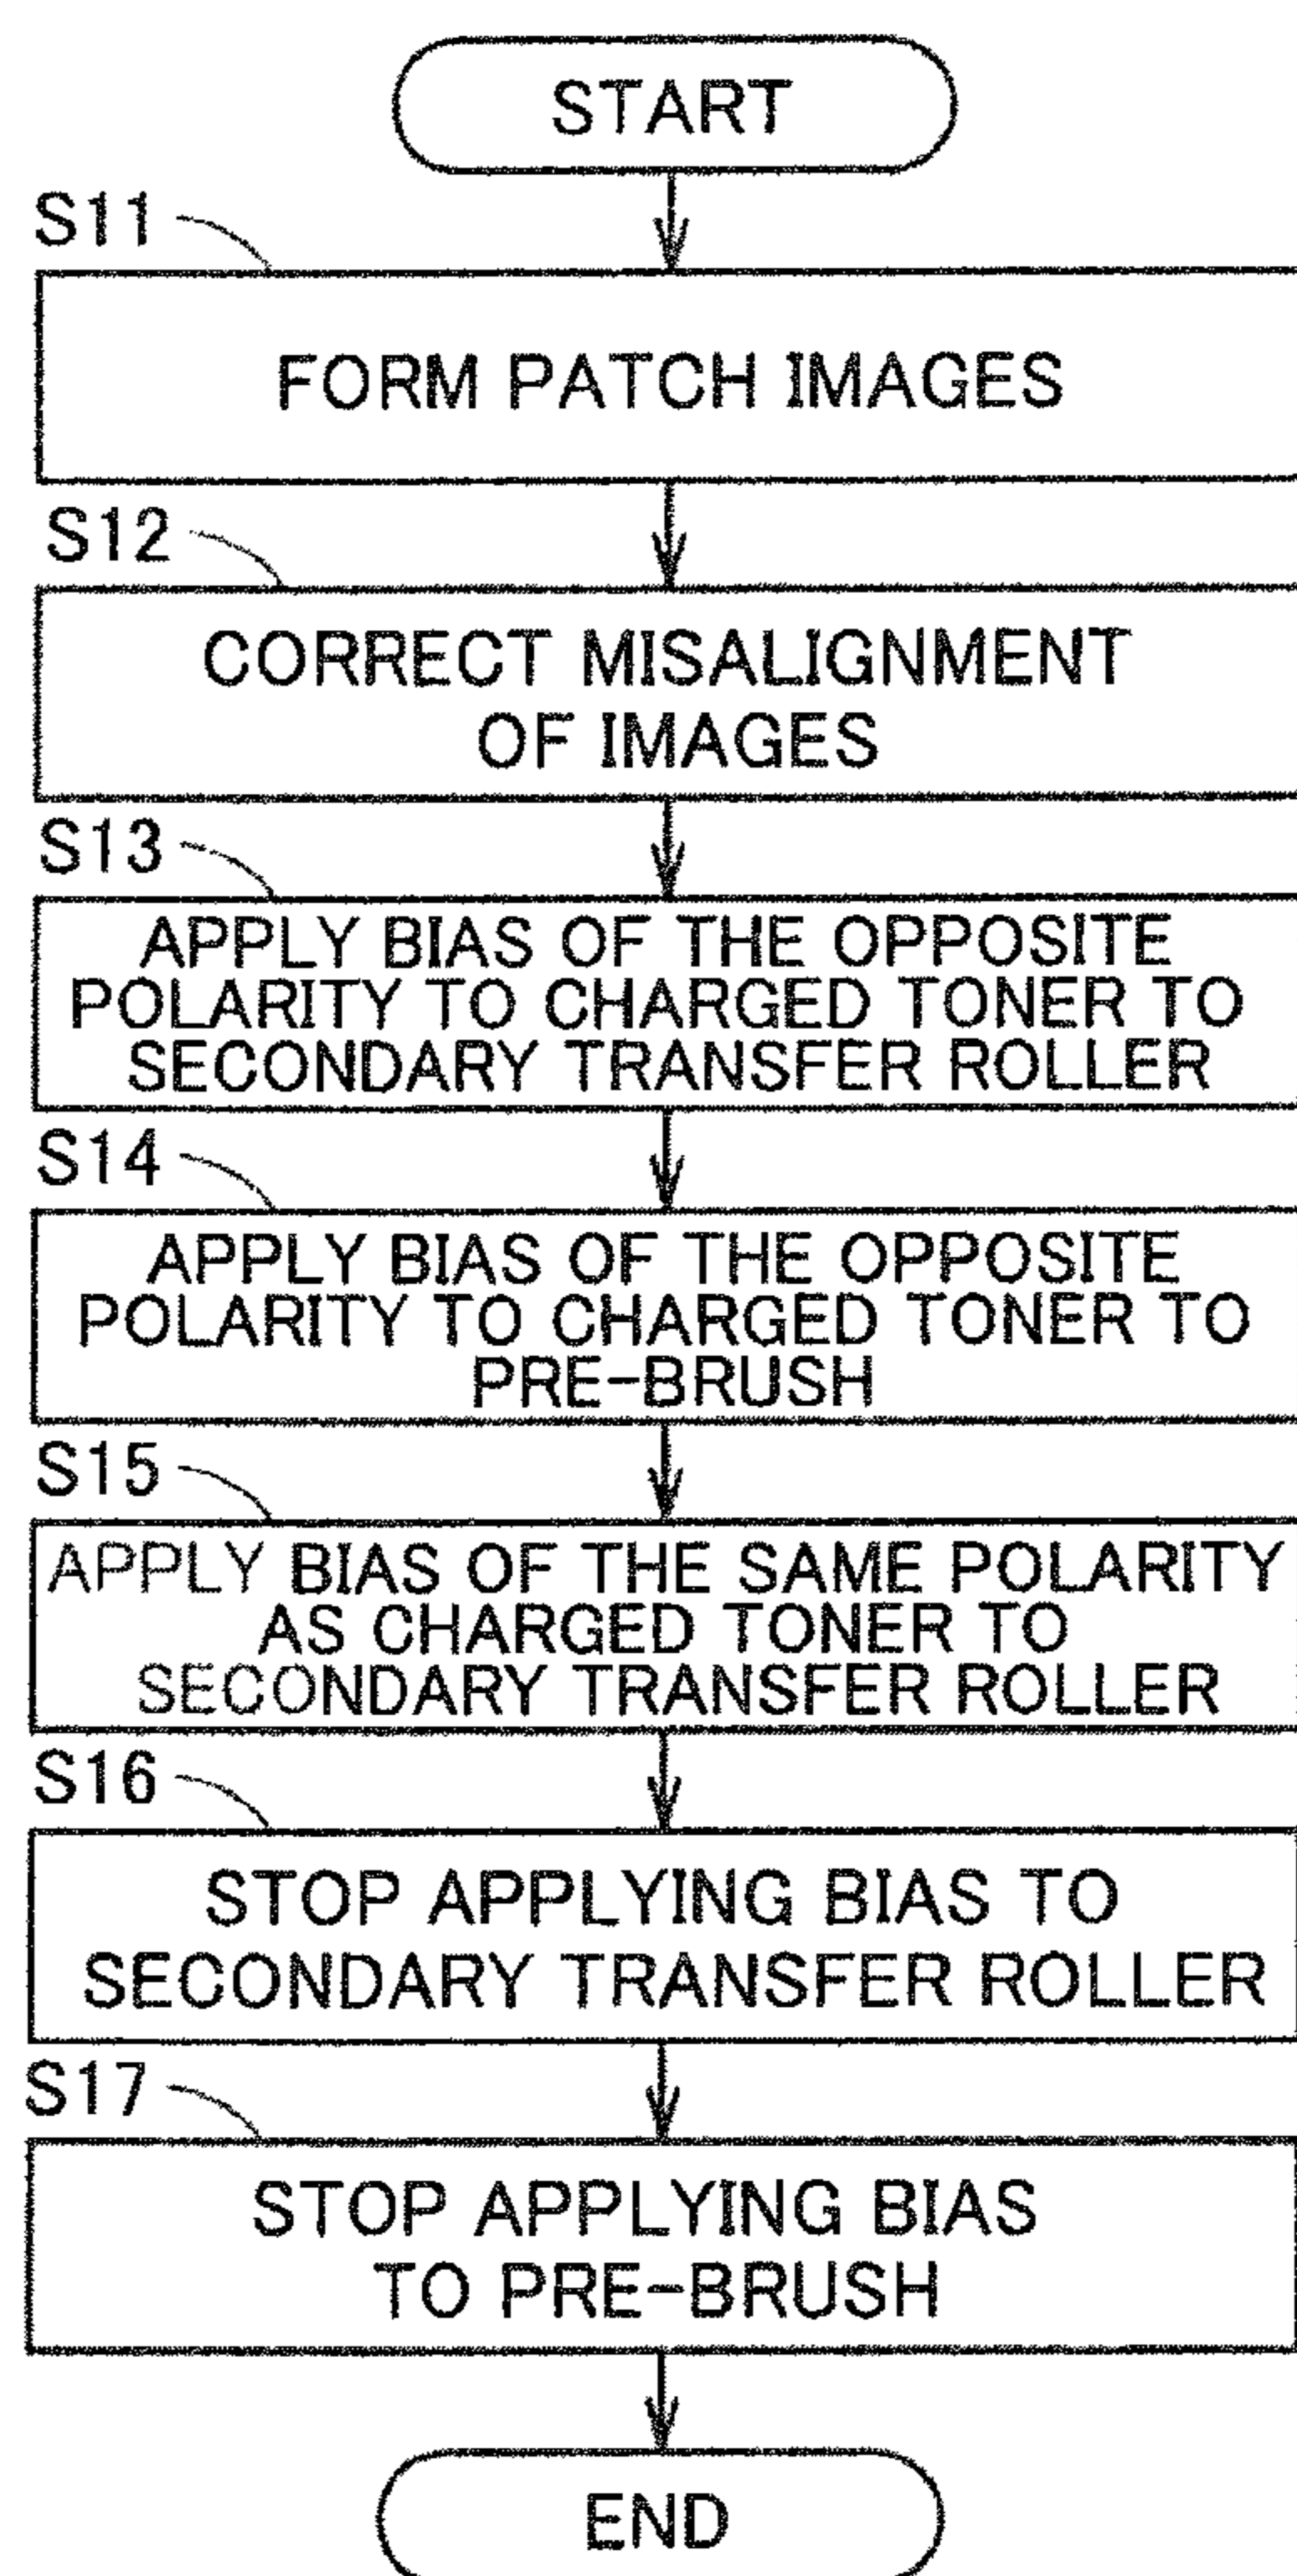 START
S11
FORM PATCH IMAGES
S12
CORRECT MISALIGNMENT
OF IMAGES
S13
APPLY BIAS OF THE OPPOSITE
POLARITY TO CHARGED TONER TO
SECONDARY TRANSFER ROLLER
S14
APPLY BIAS OF THE OPPOSITE
POLARITY TO CHARGED TONER TO
PRE-BRUSH
S15
APPLY BIAS OF THE SAME POLARITY
AS CHARGED TONER TO
SECONDARY TRANSFER ROLLER
S16
STOP APPLYING BIAS TO
SECONDARY TRANSFER ROLLER
S17
STOP APPLYING BIAS
TO PRE-BRUSH
END